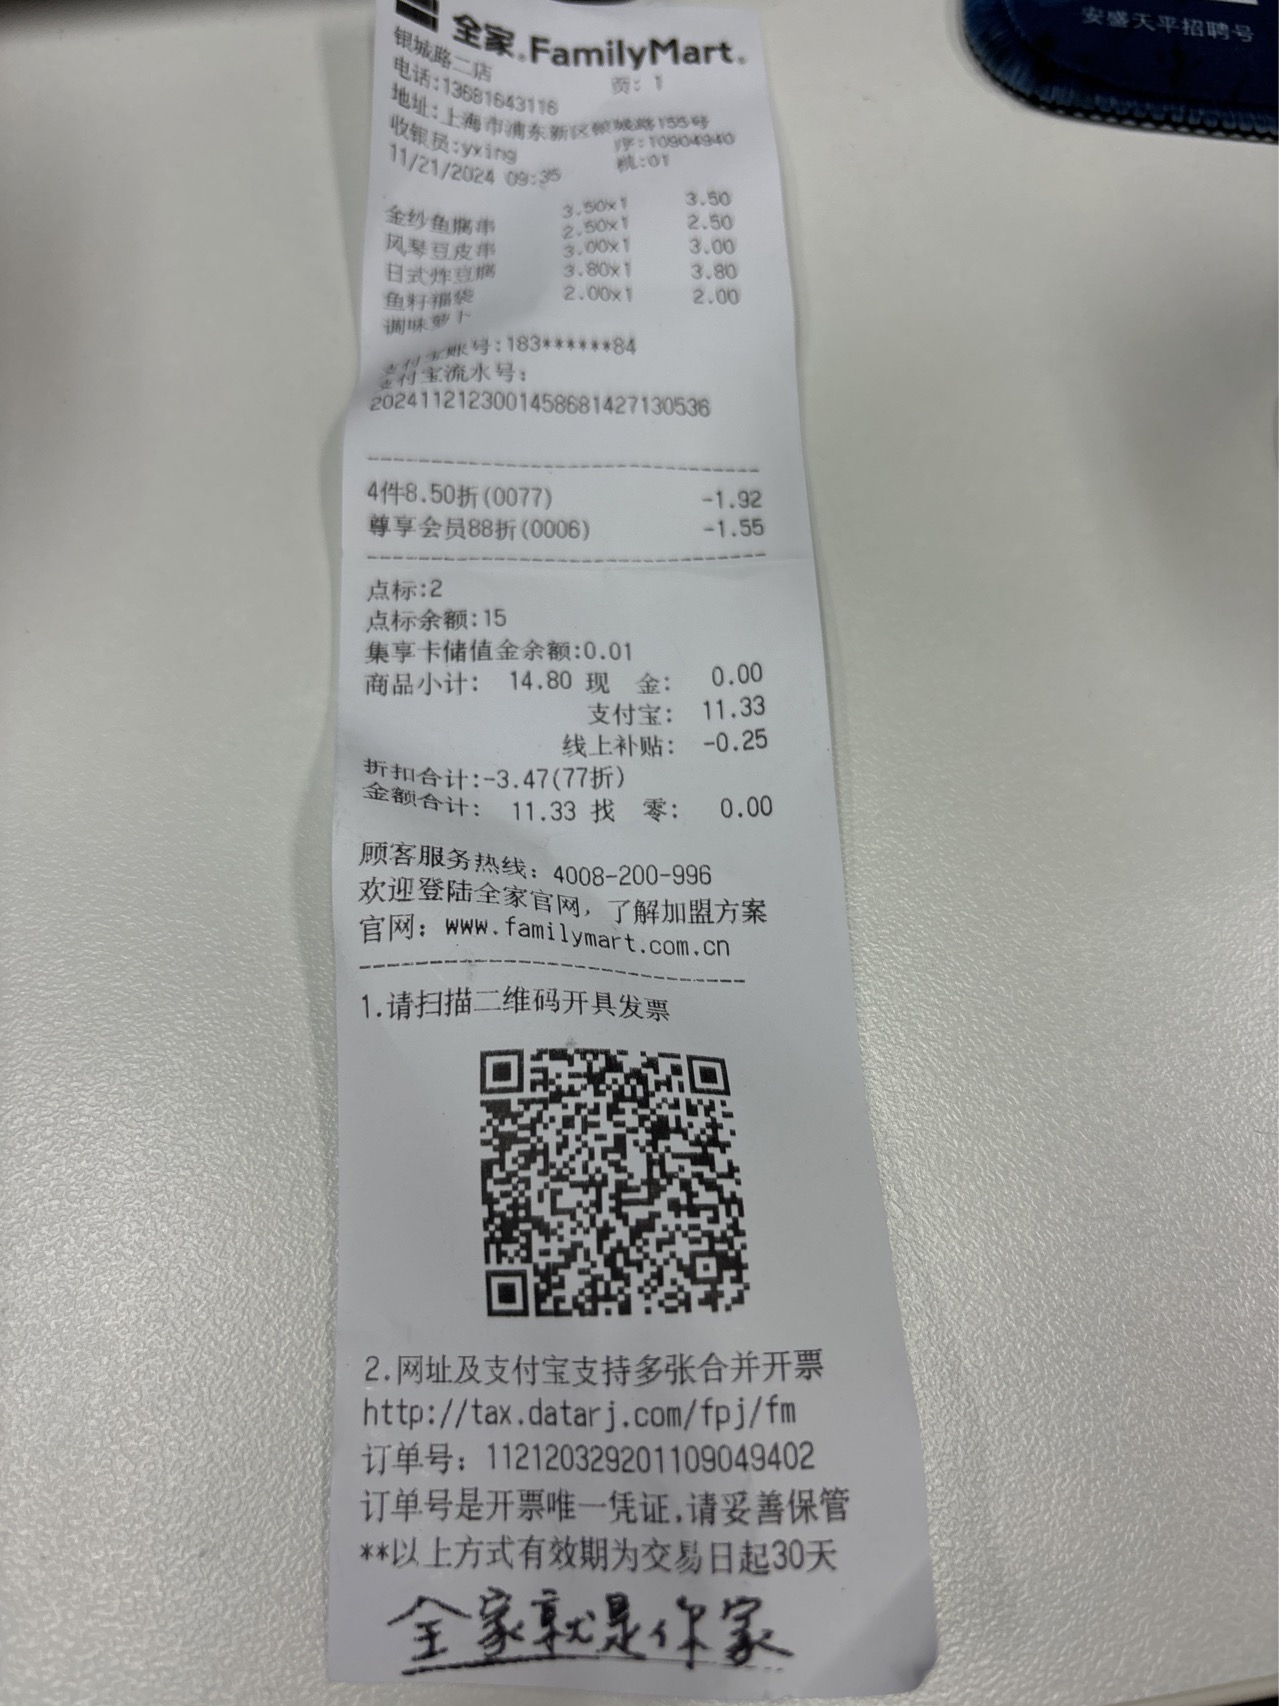 安盛天平招聘号
全家®FamilyMart®
银城路二店 页: 1
电话:13681643116
地址:上海市浦东新区银城路155号
收银员:yxing 序:10904940
11/21/2024 09:35 机:01
金纱鱼腐串 3.50x1 3.50
风琴豆皮串 2.50x1 2.50
日式炸豆腐 3.00x1 3.00
鱼籽福袋 3.80x1 3.80
调味萝卜 2.00x1 2.00
支付宝账号:183******84
支付宝流水号:
2024112123001458681427130536
4件8.50折(0077) -1.92
尊享会员88折(0006) -1.55
点标:2
点标余额:15
集享卡储值金余额:0.01
商品小计: 14.80 现 金: 0.00
支付宝: 11.33
线上补贴: -0.25
折扣合计:-3.47(77折)
金额合计: 11.33 找 零: 0.00
顾客服务热线: 4008-200-996
欢迎登陆全家官网, 了解加盟方案
官网: www.familymart.com.cn
1.请扫描二维码开具发票
2.网址及支付宝支持多张合并开票
http://tax.datarj.com/fpj/fm
订单号: 112120329201109049402
订单号是开票唯一凭证,请妥善保管
**以上方式有效期为交易日起30天
全家就是你家